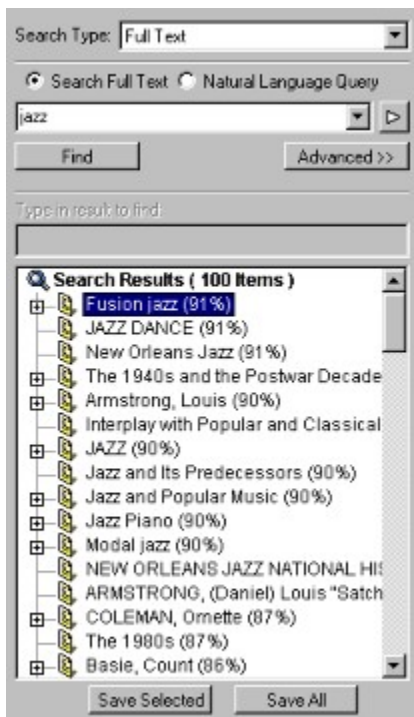 Search Type: Full Text
Search Full Text Natural Language Query
jazz
Find Advanced >>
Type in result to find:
Search Results ( 100 Items )
Fusion jazz (91%)
JAZZ DANCE (91%)
New Orleans Jazz (91%)
The 1940s and the Postwar Decade
Armstrong, Louis (90%)
Interplay with Popular and Classical
JAZZ (90%)
Jazz and Its Predecessors (90%)
Jazz and Popular Music (90%)
Jazz Piano (90%)
Modal jazz (90%)
NEW ORLEANS JAZZ NATIONAL HIS
ARMSTRONG, (Daniel) Louis "Satch
COLEMAN, Ornette (87%)
The 1980s (87%)
Basie, Count (86%)
Save Selected Save All